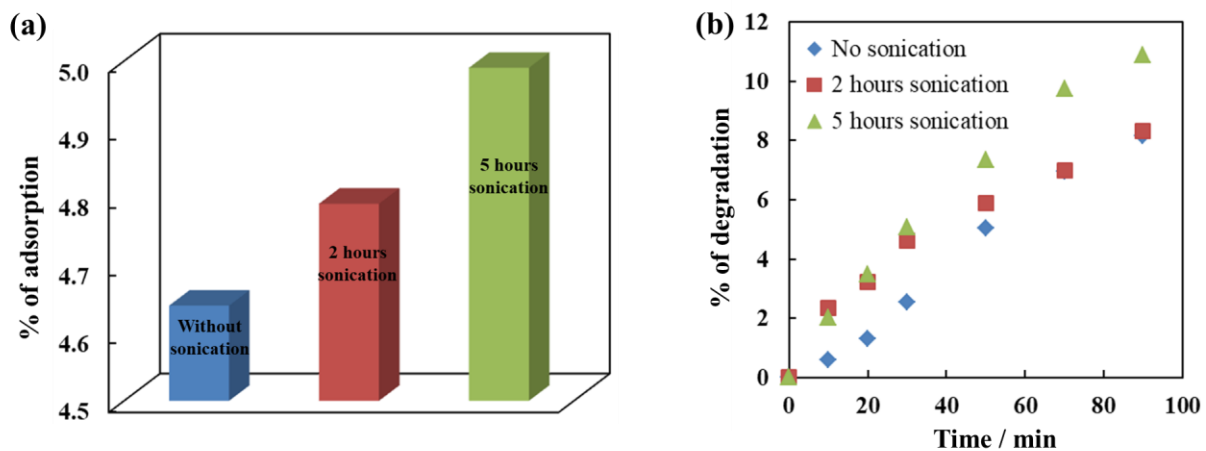 (a)
% of adsorption
5.0
4.9
4.8
4.7
4.6
4.5
Without
sonication
2 hours
sonication
5 hours
sonication
(b)
% of degradation
12
10
8
6
4
2
0
No sonication
2 hours sonication
5 hours sonication
0
20
40
60
80
100
Time / min